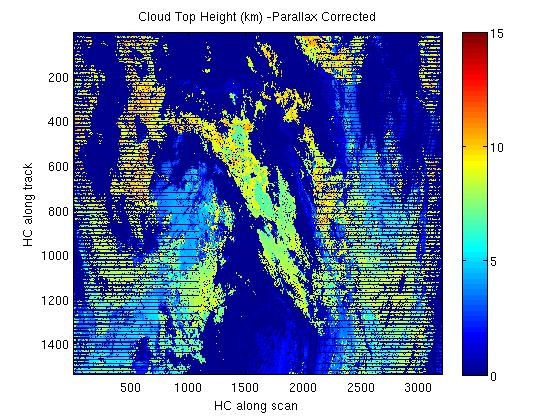 Cloud Top Height (km) -Parallax Corrected
15
200
400
10
600
HC along track
800
1000
5
1200
1400
0
500 1000 1500 2000 2500 3000
HC along scan